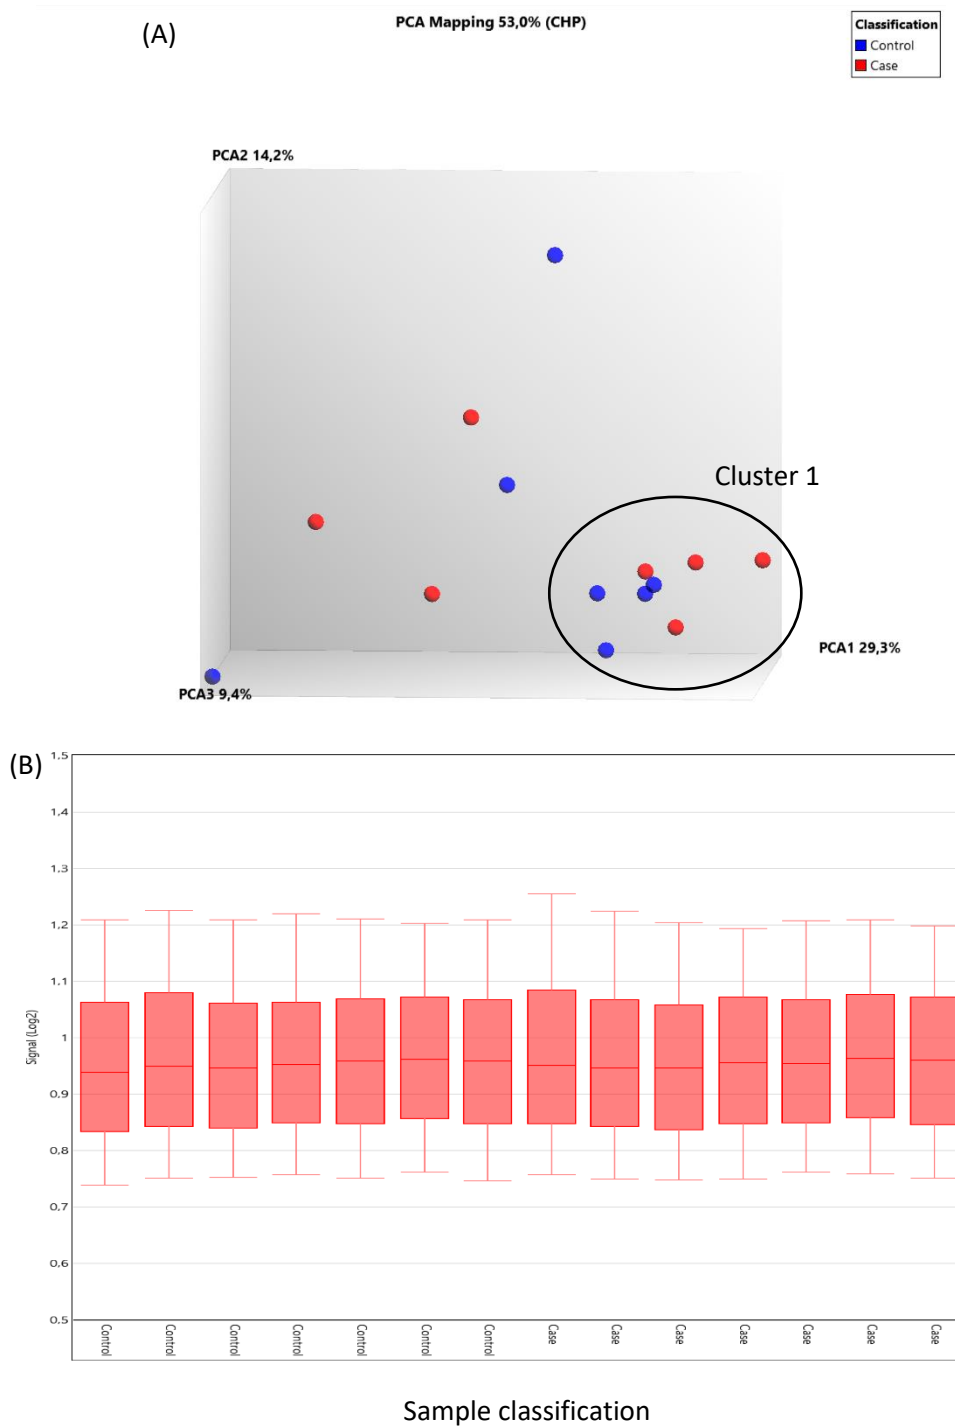 (A)
PCA Mapping 53,0% (CHP)
Classification
Control
Case
PCA2 14,2%
Cluster 1
PCA1 29,3%
PCA3 9,4%
(B)
1,5
1,4
1,3
1,2
1,1
1
0,9
0,8
0,7
0,6
0,5
Signal (Log2)
Control
Control
Control
Control
Control
Control
Control
Case
Case
Case
Case
Case
Case
Case
Sample classification